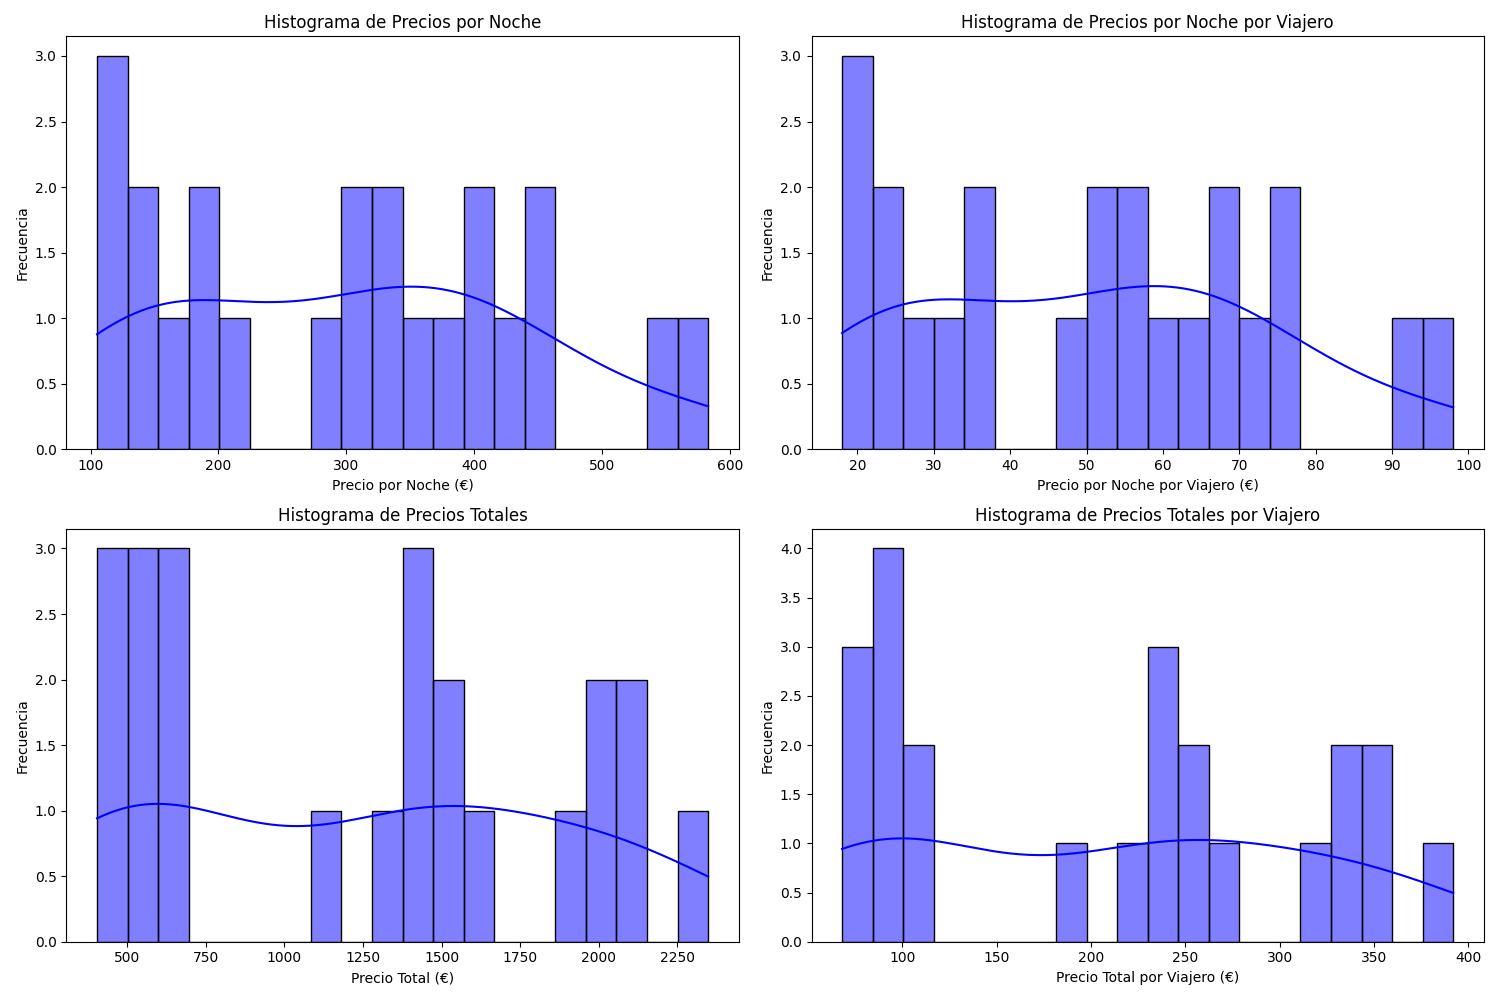 Histograma de Precios por Noche
3.0
2.5
2.0
1.5
1.0
0.5
0.0
Frecuencia
100 200 300 400 500 600
Precio por Noche (€)
Histograma de Precios por Noche por Viajero
3.0
2.5
2.0
1.5
1.0
0.5
0.0
Frecuencia
20 30 40 50 60 70 80 90 100
Precio por Noche por Viajero (€)
Histograma de Precios Totales
3.0
2.5
2.0
1.5
1.0
0.5
0.0
Frecuencia
500 750 1000 1250 1500 1750 2000 2250
Precio Total (€)
Histograma de Precios Totales por Viajero
4.0
3.5
3.0
2.5
2.0
1.5
1.0
0.5
0.0
Frecuencia
100 150 200 250 300 350 400
Precio Total por Viajero (€)